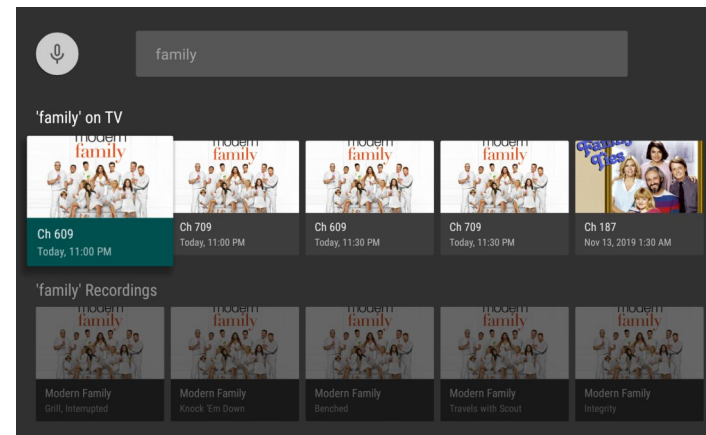 family
'family' on TV
modern
family
Ch 609
Today, 11:00 PM
modern
family
Ch 709
Today, 11:00 PM
modern
family
Ch 609
Today, 11:30 PM
modern
family
Ch 709
Today, 11:30 PM
Family
Ties
Ch 187
Nov 13, 2019 1:30 AM
'family' Recordings
modern
family
Modern Family
Grill, Interrupted
modern
family
Modern Family
Knock 'Em Down
modern
family
Modern Family
Benched
modern
family
Modern Family
Travels with Scout
modern
family
Modern Family
Integrity